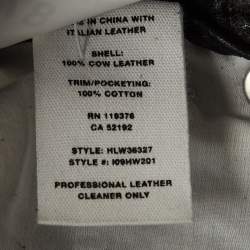 IN CHINA WITH
ITALIAN LEATHER
SHELL:
100% COW LEATHER
TRIM/POCKETING:
100% COTTON
RN 119376
CA 52192
STYLE: HLW36327
STYLE #: I09HW201
PROFESSIONAL LEATHER
CLEANER ONLY